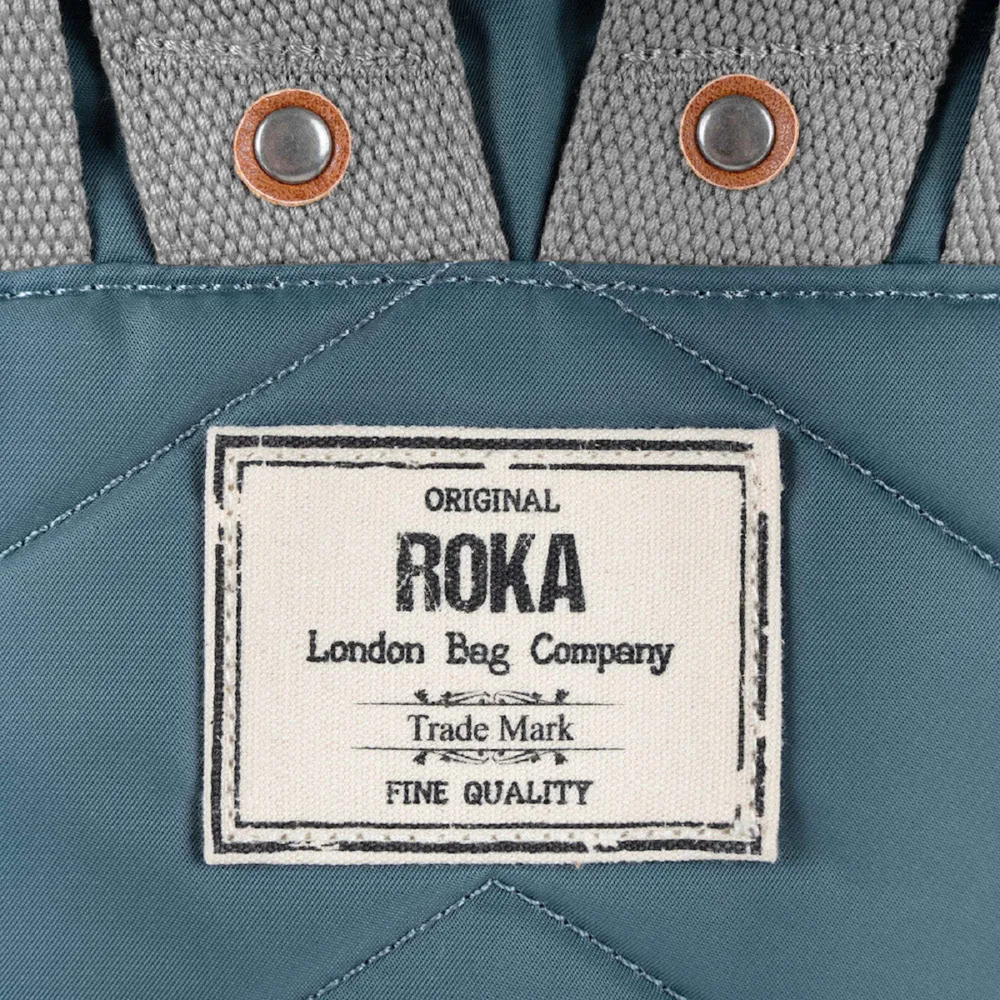 ORIGINAL
ROKA
London Bag Company
Trade Mark
FINE QUALITY